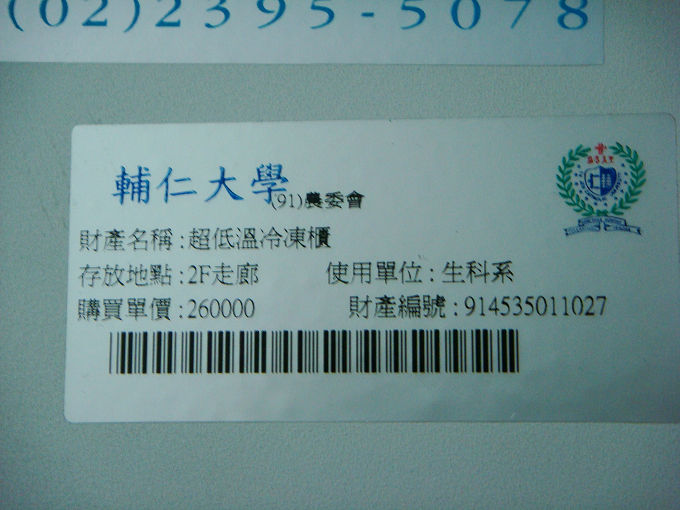 (02)2395-5078
輔仁大學(91)農委會
財產名稱:超低溫冷凍櫃
存放地點:2F走廊 使用單位:生科系
購買單價:260000 財產編號:914535011027